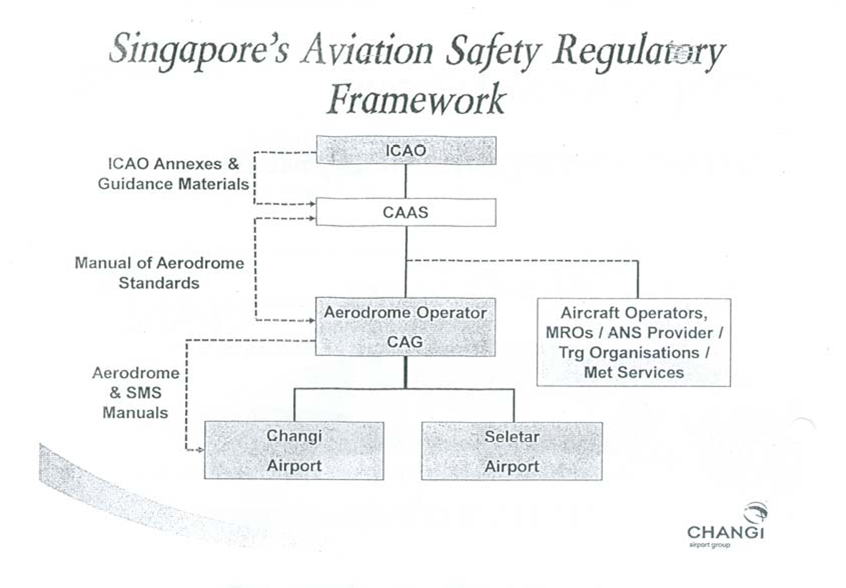 Singapore's Aviation Safety Regulatory
Framework
ICAO
ICAO Annexes &
Guidance Materials
CAAS
Manual of Aerodrome
Standards
Aerodrome Operator
CAG
Aircraft Operators,
MROs / ANS Provider /
Trg Organisations /
Met Services
Aerodrome
& SMS
Manuals
Changi
Airport
Seletar
Airport
CHANGI
airport group